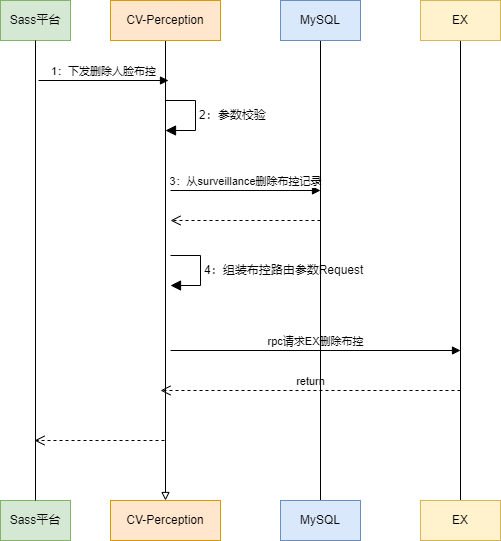 Sass平台
CV-Perception
MySQL
EX
1：下发删除人脸布控
2：参数校验
3：从surveillance删除布控记录
4：组装布控路由参数Request
rpc请求EX删除布控
return
Sass平台
CV-Perception
MySQL
EX